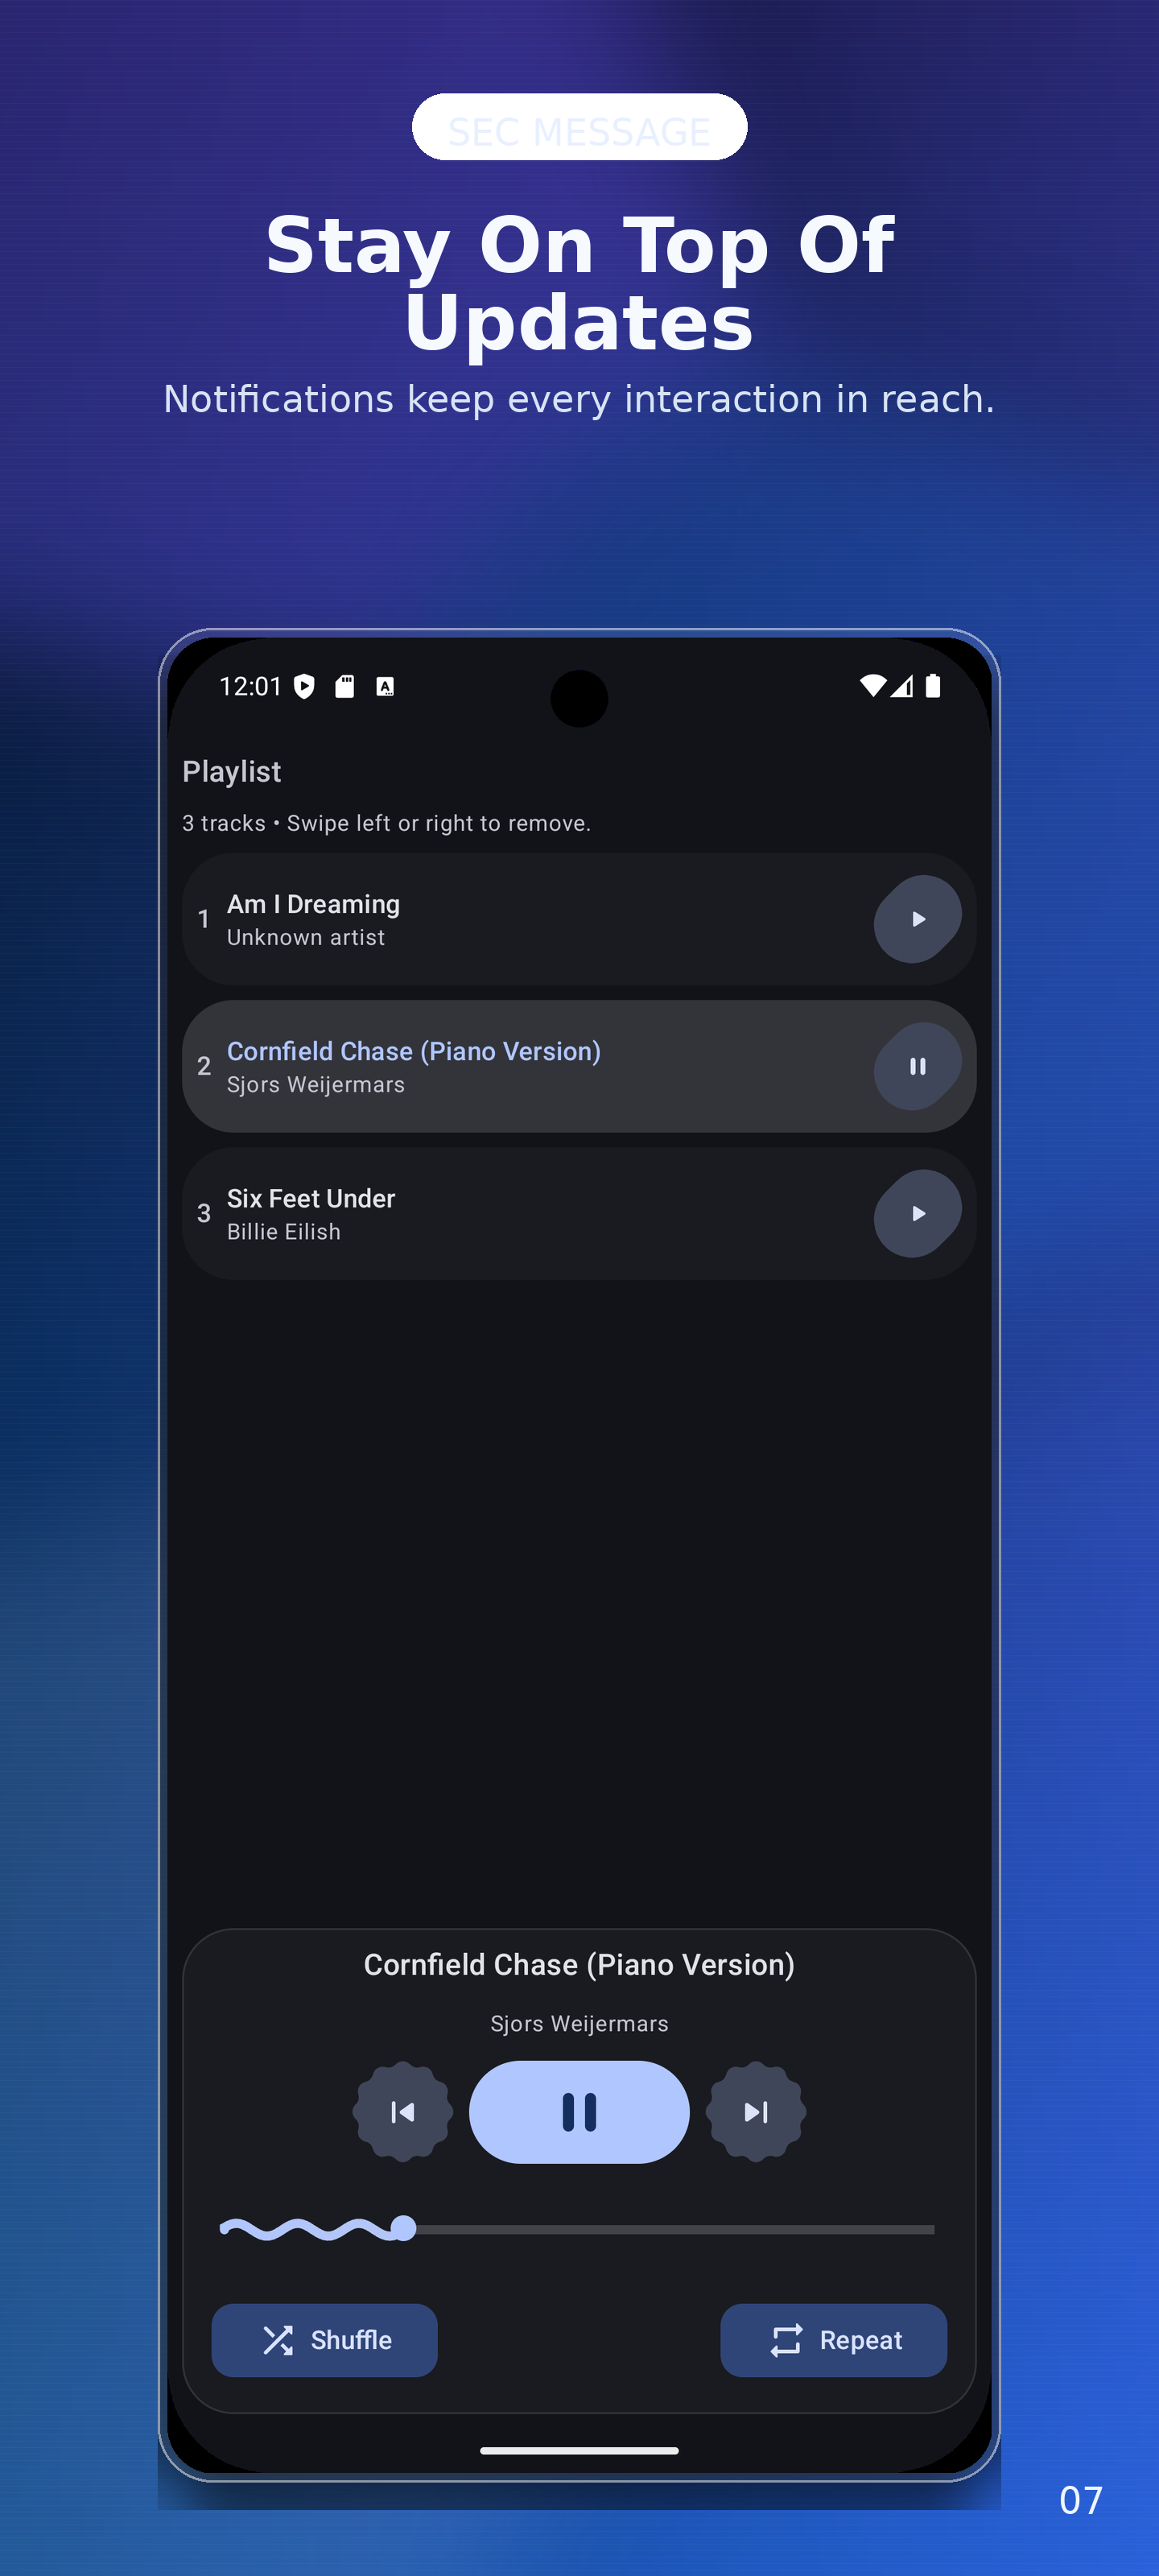 SEC MESSAGE
Stay On Top Of
Updates
Notifications keep every interaction in reach.
12:01
Playlist
3 tracks • Swipe left or right to remove.
1
Am I Dreaming
Unknown artist
2
Cornfield Chase (Piano Version)
Sjors Weijermars
3
Six Feet Under
Billie Eilish
Cornfield Chase (Piano Version)
Sjors Weijermars
Shuffle
Repeat
07